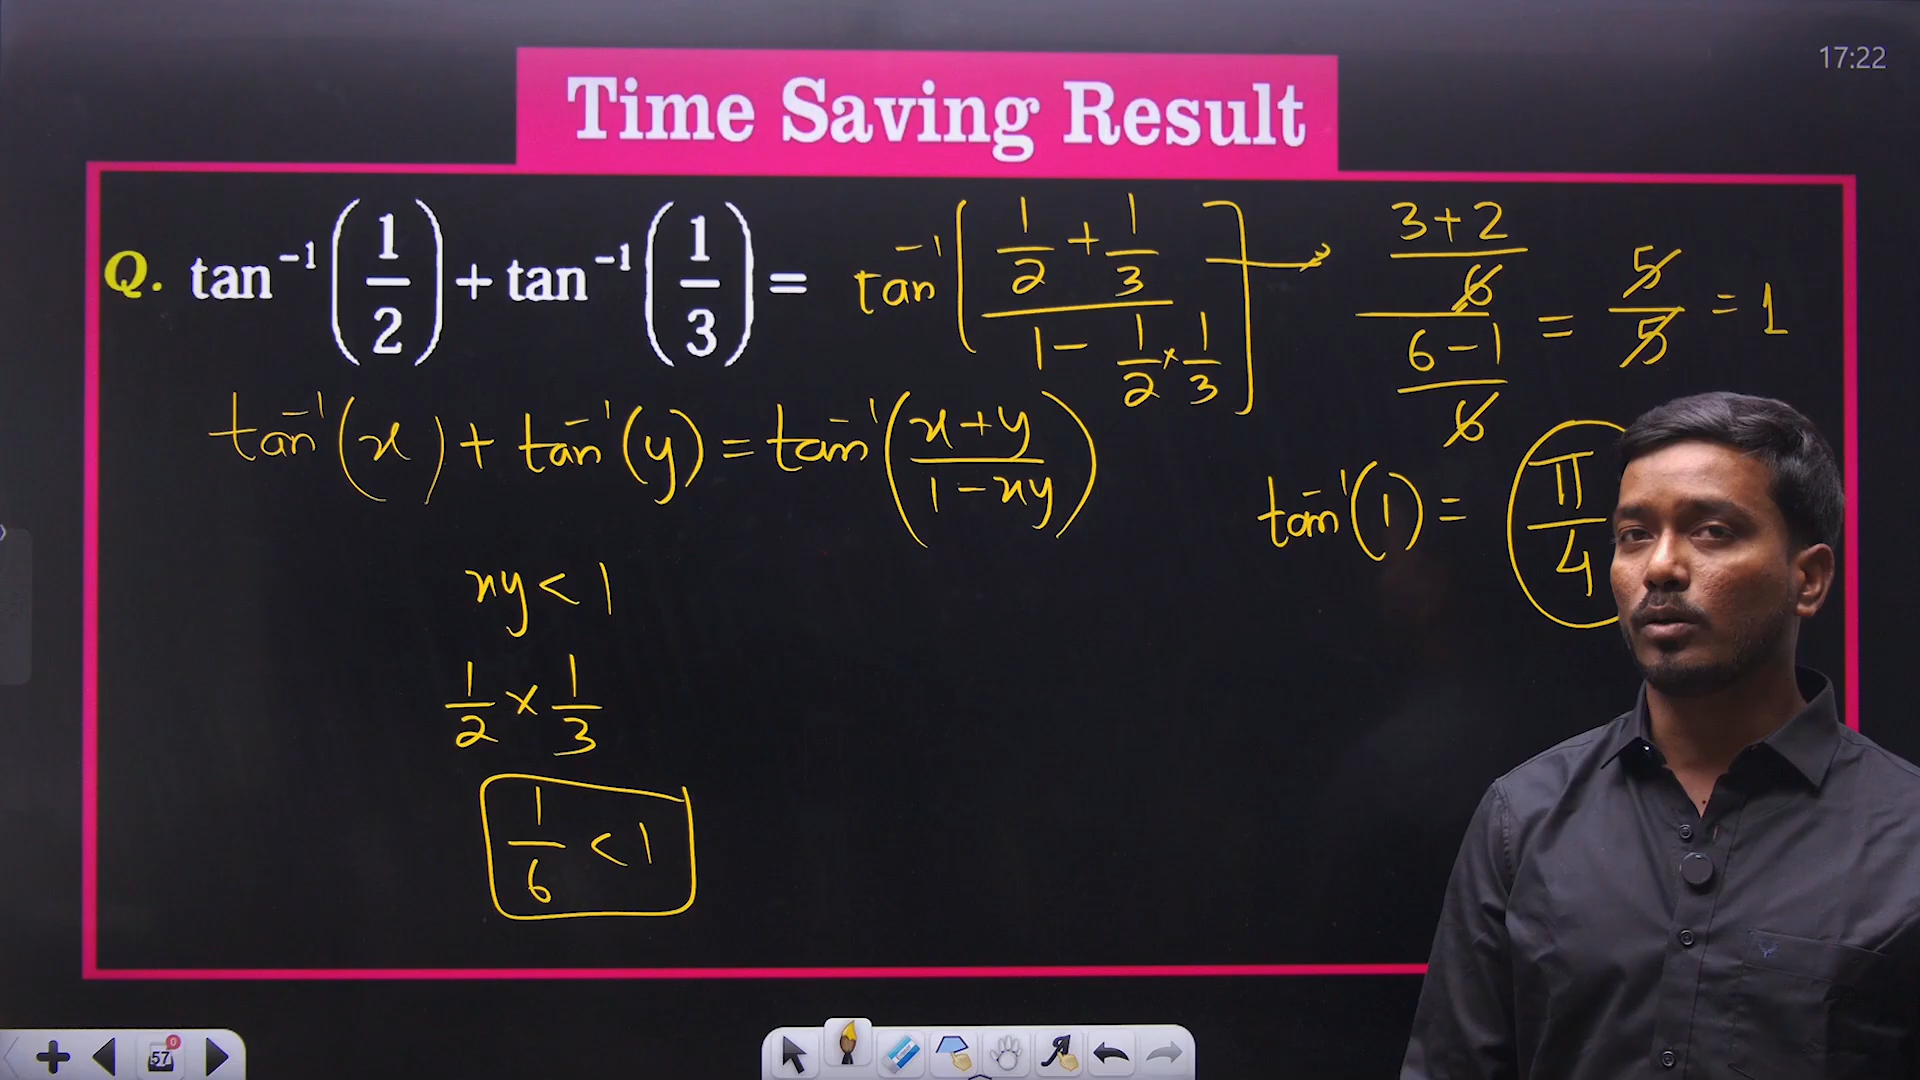 17:22
Time Saving Result
Q. tan⁻¹(1/2) + tan⁻¹(1/3) = tan⁻¹[(1/2 + 1/3)/(1 - 1/2 × 1/3)] → ((3+2)/6)/((6-1)/6) = 5/5 = 1
tan⁻¹(x) + tan⁻¹(y) = tan⁻¹((x+y)/(1-xy))
tan⁻¹(1) = π/4
xy < 1
1/2 × 1/3
1/6 < 1
57
0